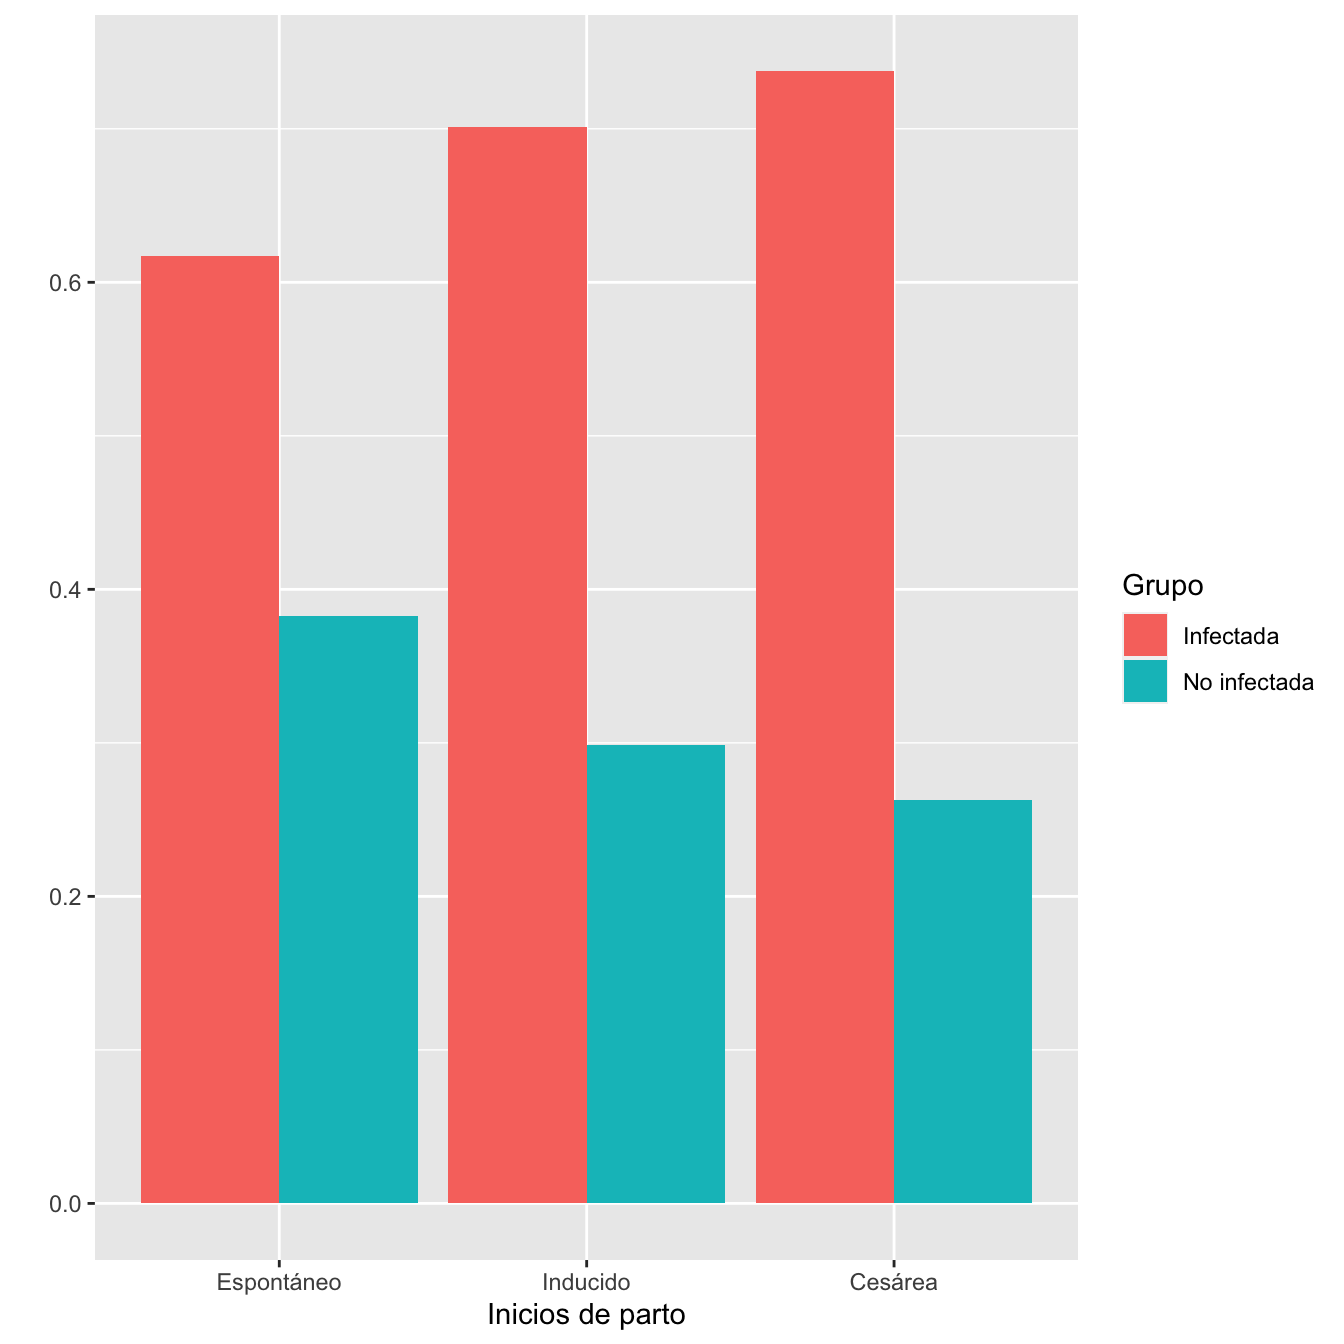 0.6
0.4
0.2
0.0
Espontáneo
Inducido
Cesárea
Inicios de parto
Grupo
Infectada
No infectada